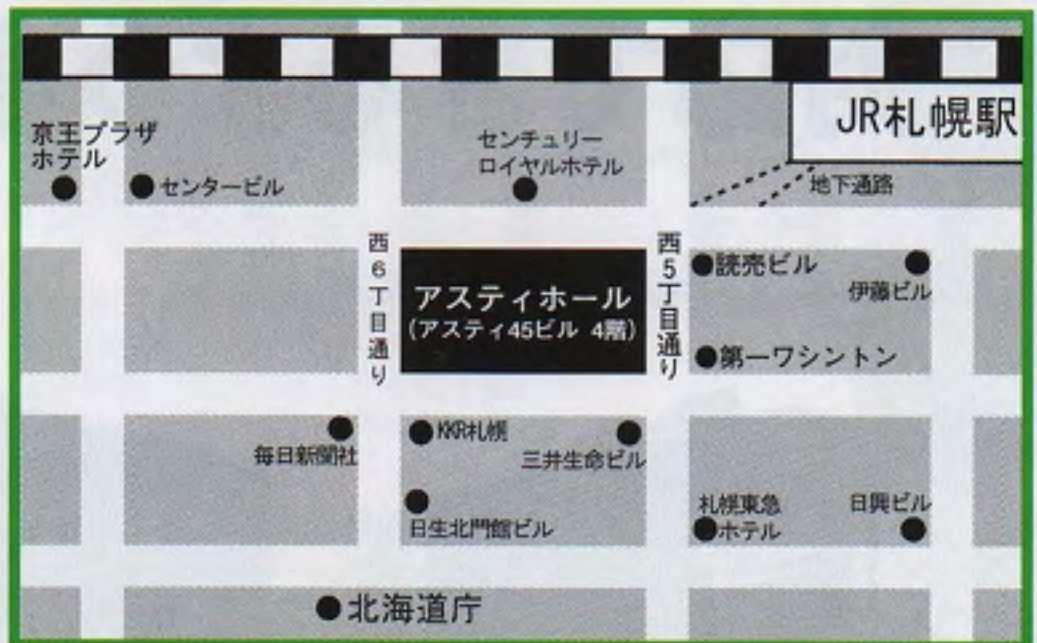 JR札幌駅
京王プラザ
ホテル
センタービル
センチュリー
ロイヤルホテル
地下通路
西6丁目通り
アスティホール
(アスティ45ビル 4階)
西5丁目通り
読売ビル
伊藤ビル
第一ワシントン
毎日新聞社
KKR札幌
三井生命ビル
日生北門館ビル
札幌東急
ホテル
日興ビル
北海道庁